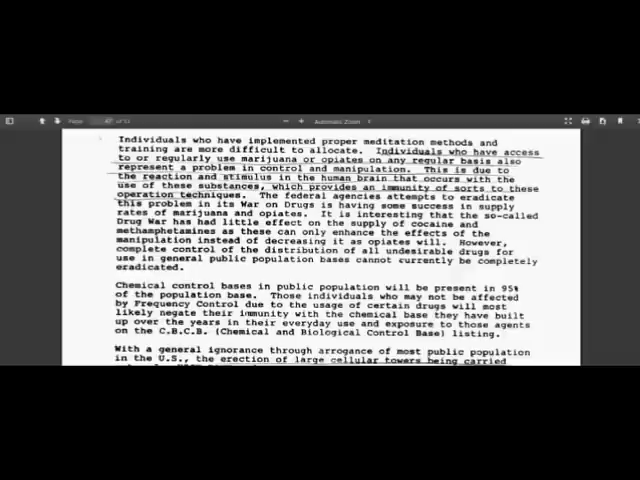 Page 47 of 53
Automatic Zoom
Individuals who have implemented proper meditation methods and
training are more difficult to allocate. Individuals who have access
to or regularly use marijuana or opiates on any regular basis also
represent a problem in control and manipulation. This is due to
the reaction and stimulus in the human brain that occurs with the
use of these substances, which provides an immunity of sorts to these
operation techniques. The federal agencies attempts to eradicate
this problem in its War on Drugs is having some success in supply
rates of marijuana and opiates. It is interesting that the so-called
Drug War has had little effect on the supply of cocaine and
methamphetamines as these can only enhance the effects of the
manipulation instead of decreasing it as opiates will. However,
complete control of the distribution of all undesirable drugs for
use in general public population bases cannot currently be completely
eradicated.
Chemical control bases in public population will be present in 95%
of the population base. Those individuals who may not be affected
by Frequency Control due to the usage of certain drugs will most
likely negate their immunity with the chemical base they have built
up over the years in their everyday use and exposure to those agents
on the C.B.C.B. (Chemical and Biological Control Base) listing.
With a general ignorance through arrogance of most public population
in the U.S., the erection of large cellular towers being carried